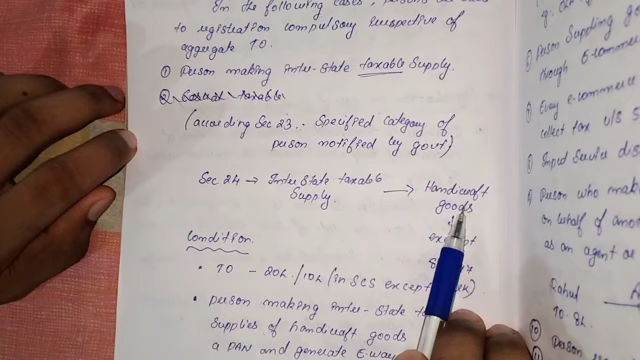 In the following cases, persons are
to registration compulsory irrespective of
aggregate TO.
① Person making Inter-State taxable Supply.
② Casual taxable
(according Sec 23 :- Specified Category of
person notified by govt)
Sec 24 → Inter State taxable Supply. → Handicraft goods
Condition
• TO - 20L / 10L (in SCS except
• person making inter-State
supplies of handicraft goods
a PAN and generate E-way
Person Supplying
through E-commerce
Every e-commerce
collect tax u/s 5
Input Service dis
Person who mak
on behalf of ano
as an agent or